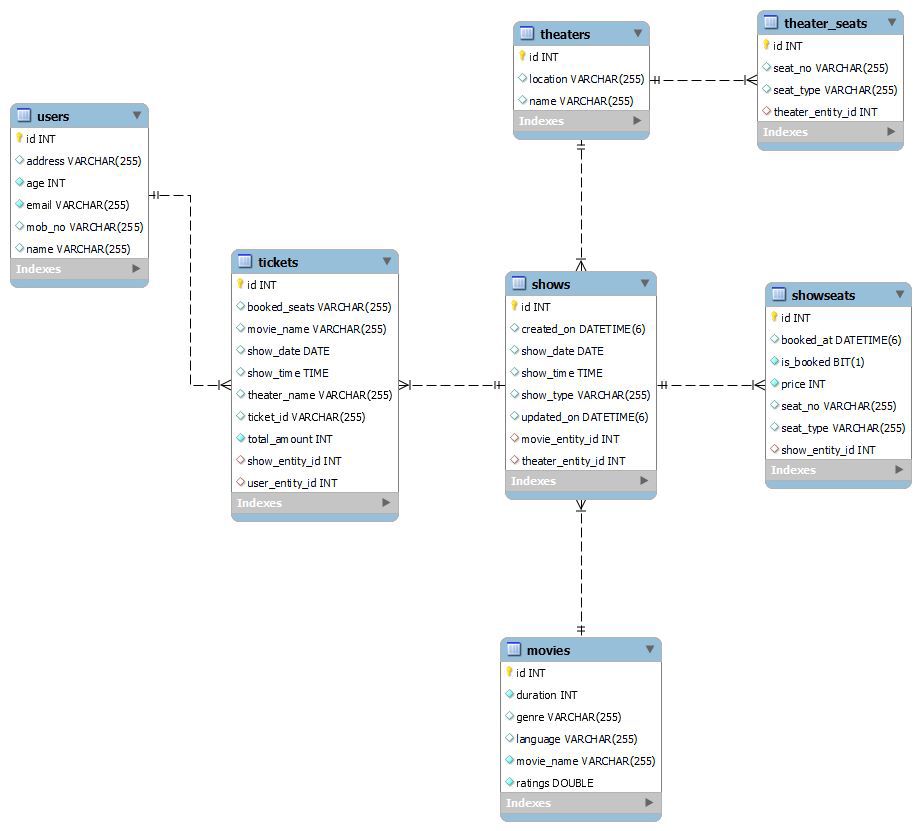 theaters
id INT
location VARCHAR(255)
name VARCHAR(255)
Indexes
theater_seats
id INT
seat_no VARCHAR(255)
seat_type VARCHAR(255)
theater_entity_id INT
Indexes
users
id INT
address VARCHAR(255)
age INT
email VARCHAR(255)
mob_no VARCHAR(255)
name VARCHAR(255)
Indexes
tickets
id INT
booked_seats VARCHAR(255)
movie_name VARCHAR(255)
show_date DATE
show_time TIME
theater_name VARCHAR(255)
ticket_id VARCHAR(255)
total_amount INT
show_entity_id INT
user_entity_id INT
Indexes
shows
id INT
created_on DATETIME(6)
show_date DATE
show_time TIME
show_type VARCHAR(255)
updated_on DATETIME(6)
movie_entity_id INT
theater_entity_id INT
Indexes
showseats
id INT
booked_at DATETIME(6)
is_booked BIT(1)
price INT
seat_no VARCHAR(255)
seat_type VARCHAR(255)
show_entity_id INT
Indexes
movies
id INT
duration INT
genre VARCHAR(255)
language VARCHAR(255)
movie_name VARCHAR(255)
ratings DOUBLE
Indexes